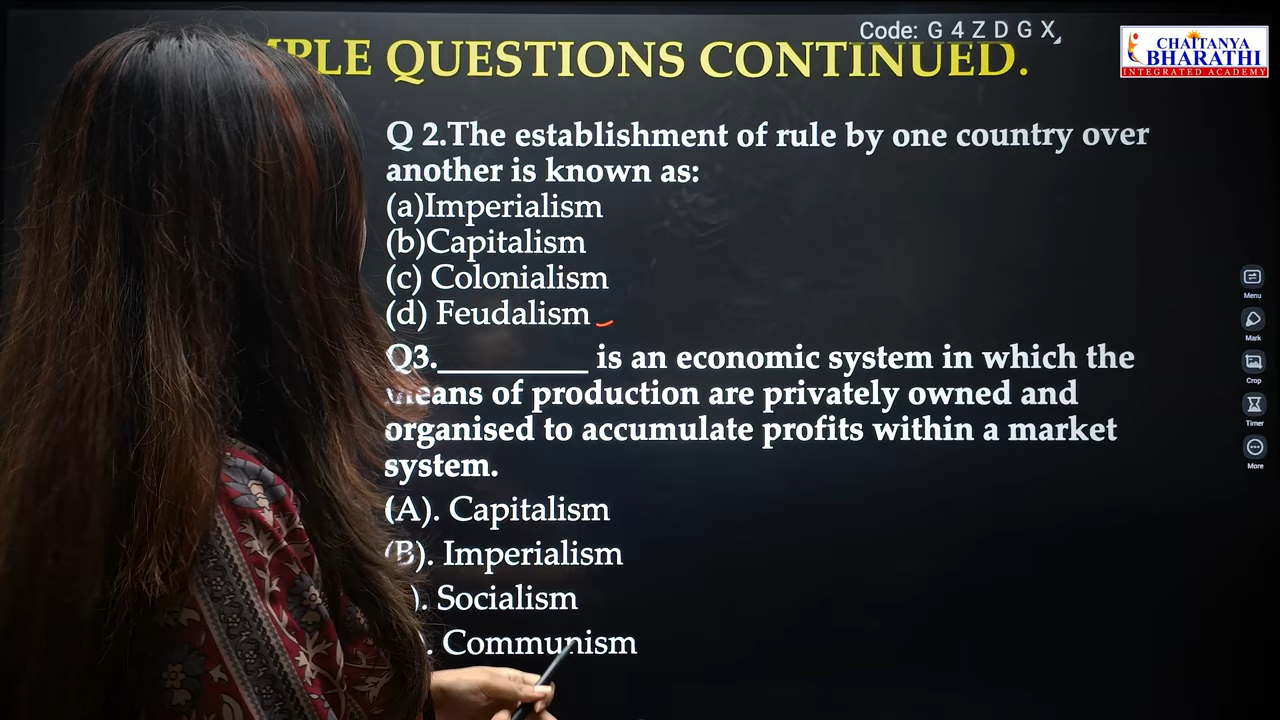 Code: G 4 Z D G X
PLE QUESTIONS CONTINUED.
CHAITANYA
BHARATHI
INTEGRATED ACADEMY
Q 2.The establishment of rule by one country over
another is known as:
(a)Imperialism
(b)Capitalism
(c) Colonialism
(d) Feudalism
Q3.__________ is an economic system in which the
means of production are privately owned and
organised to accumulate profits within a market
system.
(A). Capitalism
(B). Imperialism
). Socialism
. Communism
Menu
Mark
Crop
Timer
More